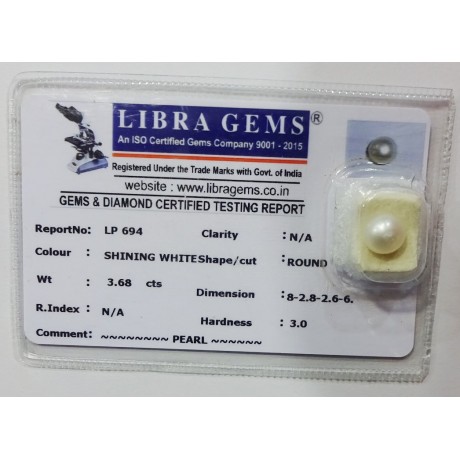 LIBRA GEMS ®
An ISO Certified Gems Company 9001 - 2015
Registered Under the Trade Marks with Govt. of India
website : www.libragems.co.in
GEMS & DIAMOND CERTIFIED TESTING REPORT
ReportNo: LP 694 Clarity : N/A
Colour : SHINING WHITE Shape/cut : ROUND
Wt : 3.68 cts
Dimension : 8-2.8-2.6-6.
R.Index : N/A
Hardness : 3.0
Comment: ~~~~~~~~ PEARL ~~~~~~